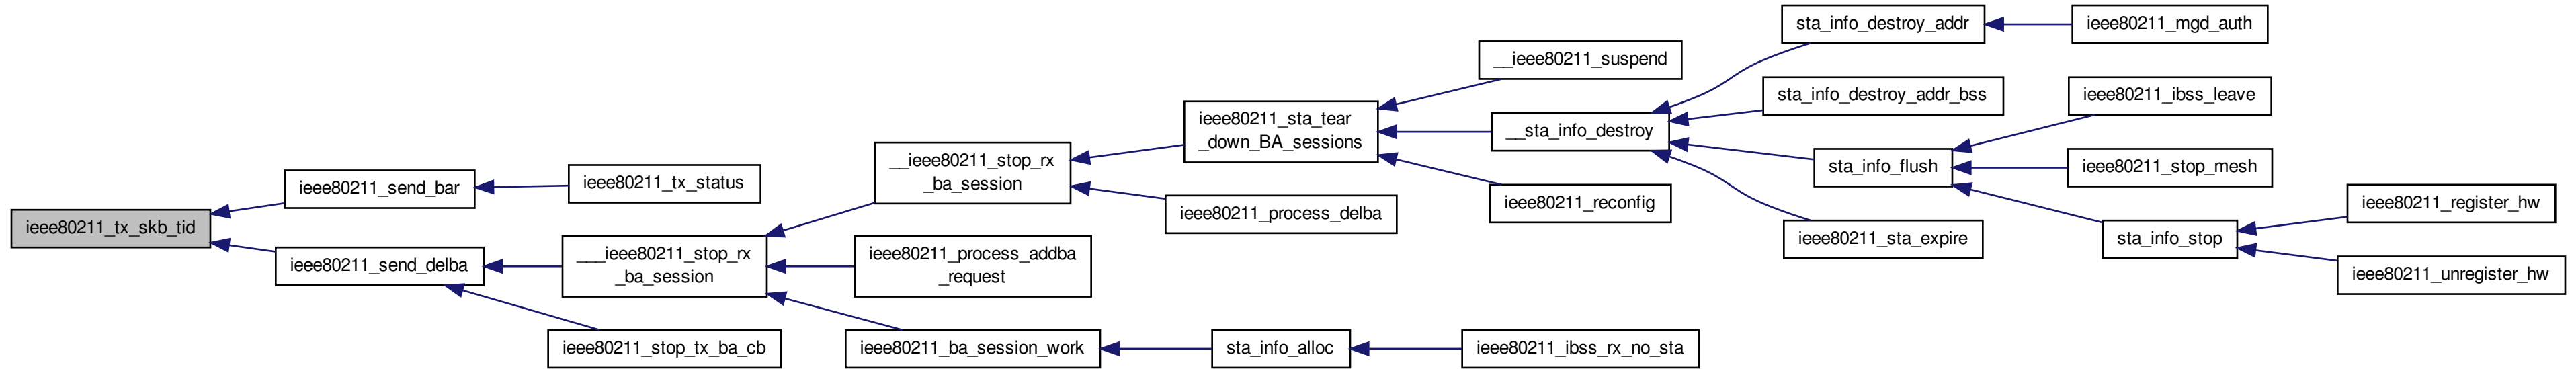 ieee80211_tx_skb_tid
ieee80211_send_bar
ieee80211_tx_status
ieee80211_send_delba
___ieee80211_stop_rx
_ba_session
__ieee80211_stop_rx
_ba_session
ieee80211_sta_tear
_down_BA_sessions
__ieee80211_suspend
__sta_info_destroy
sta_info_destroy_addr
ieee80211_mgd_auth
sta_info_destroy_addr_bss
sta_info_flush
ieee80211_ibss_leave
ieee80211_stop_mesh
sta_info_stop
ieee80211_register_hw
ieee80211_unregister_hw
ieee80211_sta_expire
ieee80211_reconfig
ieee80211_process_delba
ieee80211_process_addba
_request
ieee80211_ba_session_work
sta_info_alloc
ieee80211_ibss_rx_no_sta
ieee80211_stop_tx_ba_cb